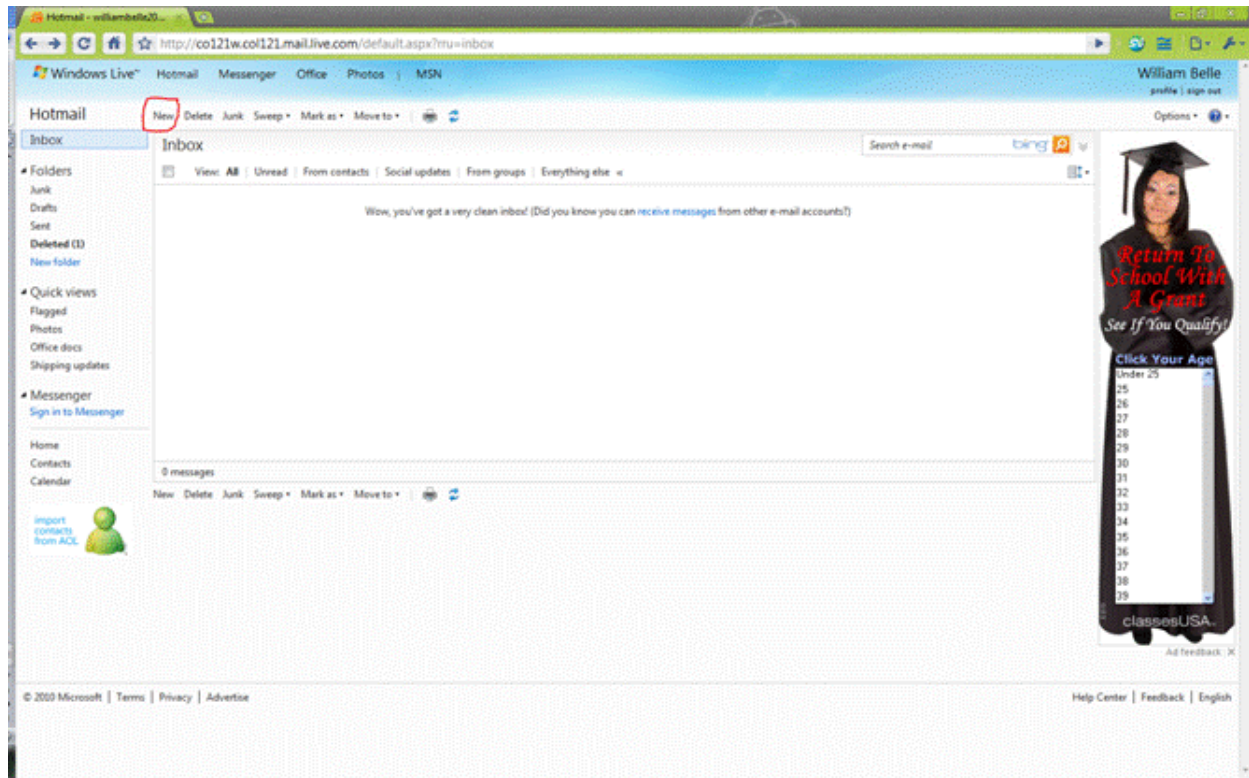 Hotmail - williambelle20...
http://co121w.col121.mail.live.com/default.aspx?rru=inbox
Windows Live™ Hotmail Messenger Office Photos | MSN
William Belle
profile | sign out
Hotmail
New Delete Junk Sweep Mark as Move to
Options
Inbox
Inbox
Search e-mail
bing
Folders
View: All | Unread | From contacts | Social updates | From groups | Everything else «
Junk
Drafts
Sent
Deleted (1)
New folder
Wow, you've got a very clean inbox! (Did you know you can receive messages from other e-mail accounts?)
Quick views
Flagged
Photos
Office docs
Shipping updates
Messenger
Sign in to Messenger
Home
Contacts
Calendar
import
contacts
from AOL
0 messages
New Delete Junk Sweep Mark as Move to
Return To
School With
A Grant
See If You Qualify!
Click Your Age
Under 25
25
26
27
28
29
30
31
32
33
34
35
36
37
38
39
classesUSA
Ad feedback X
© 2010 Microsoft | Terms | Privacy | Advertise
Help Center | Feedback | English